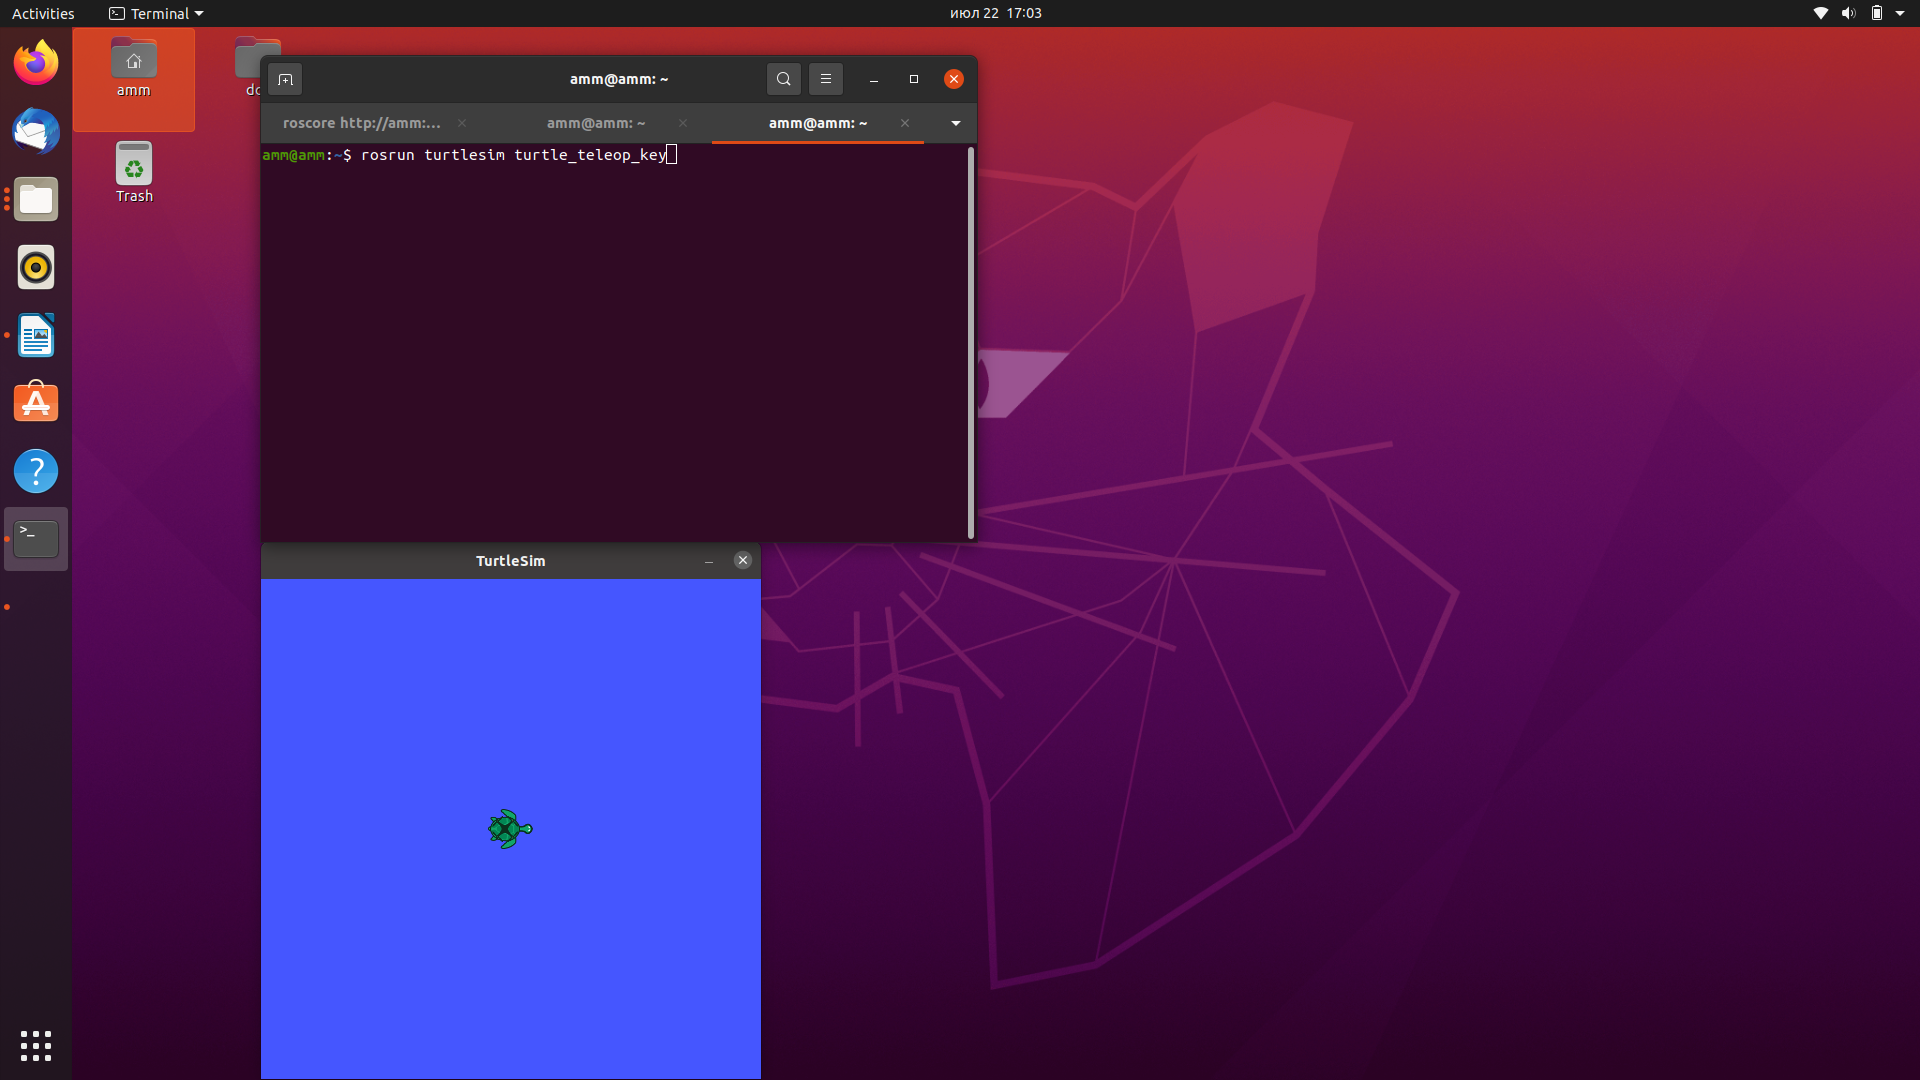 Activities
Terminal
июл 22 17:03
amm
Trash
amm@amm: ~
roscore http://amm:...
amm@amm: ~
amm@amm: ~
amm@amm:~$ rosrun turtlesim turtle_teleop_key
TurtleSim